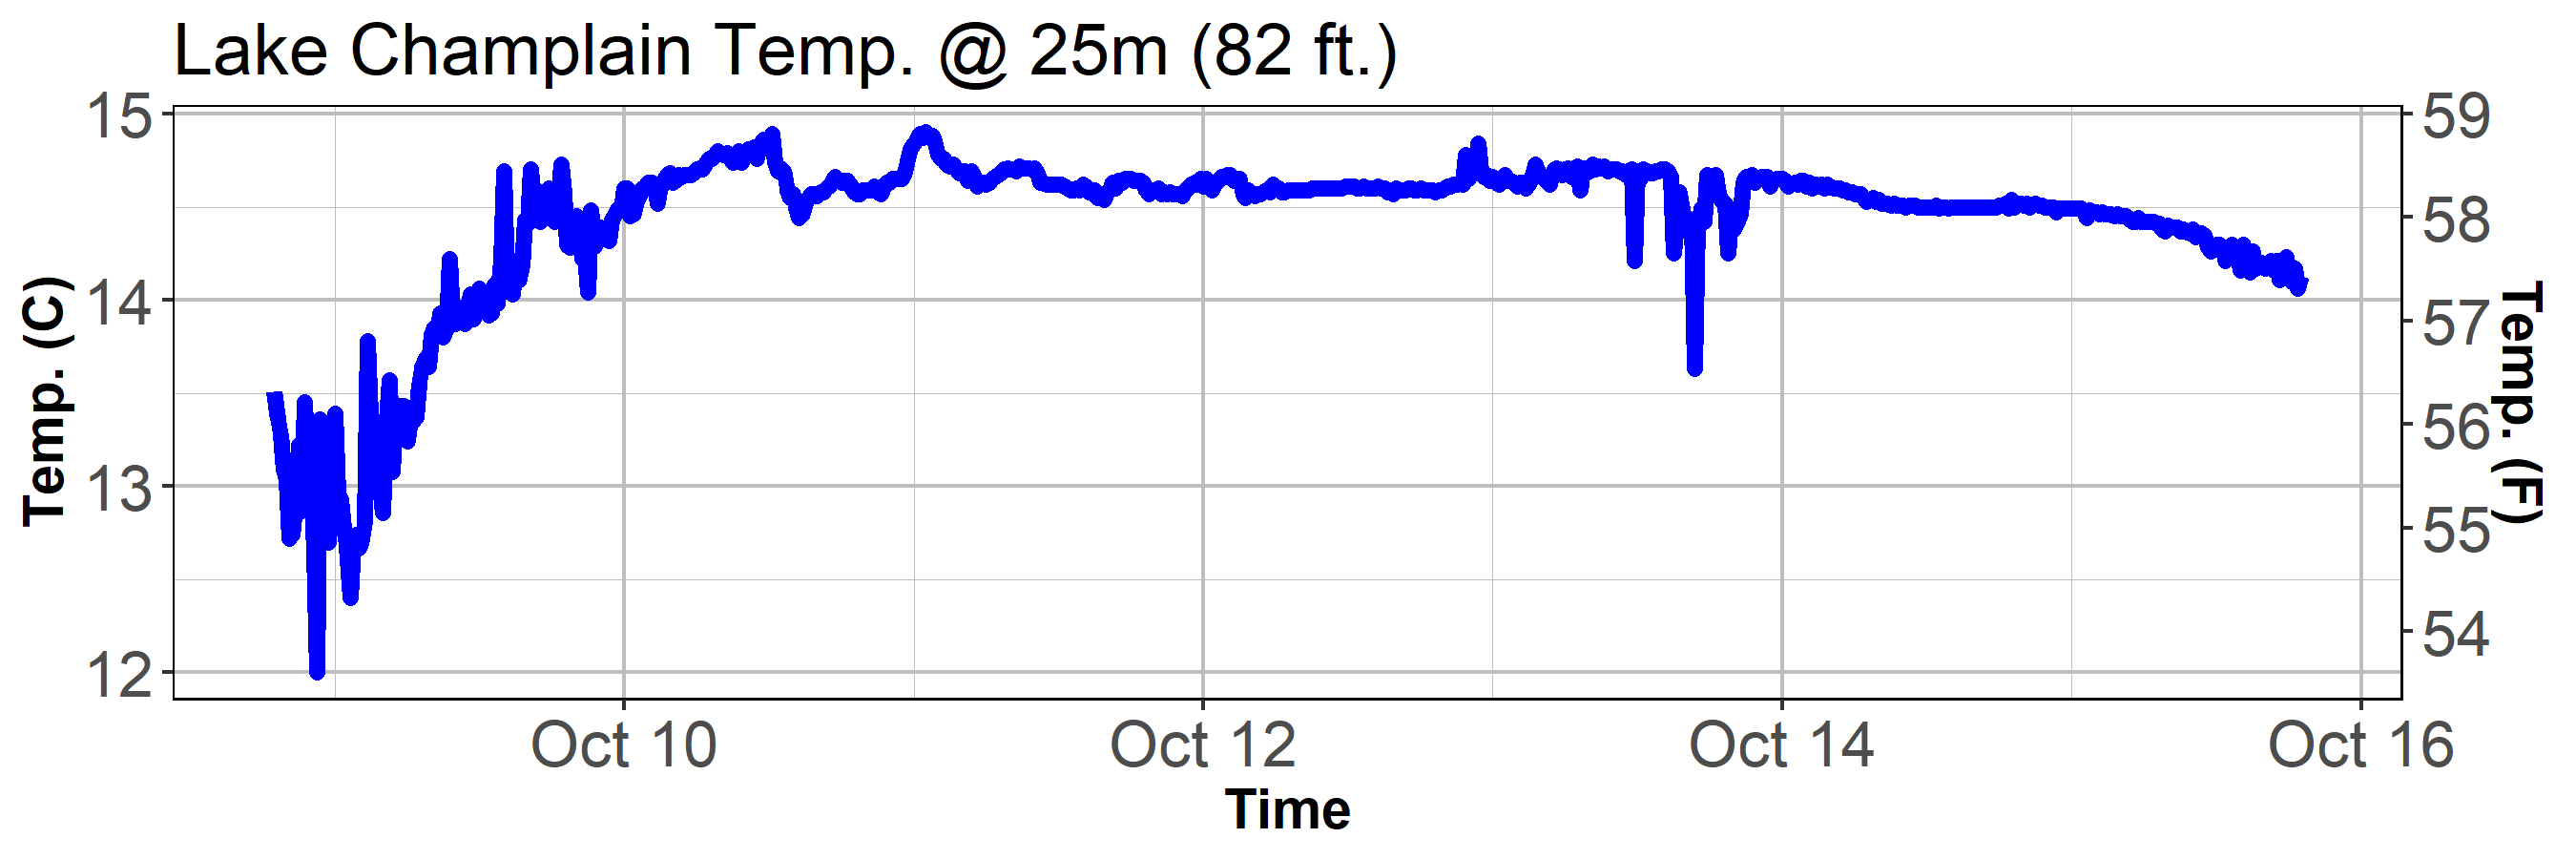 Lake Champlain Temp. @ 25m (82 ft.)
15
14
13
12
Temp. (C)
59
58
57
56
55
54
Temp. (F)
Oct 10 Oct 12 Oct 14 Oct 16
Time